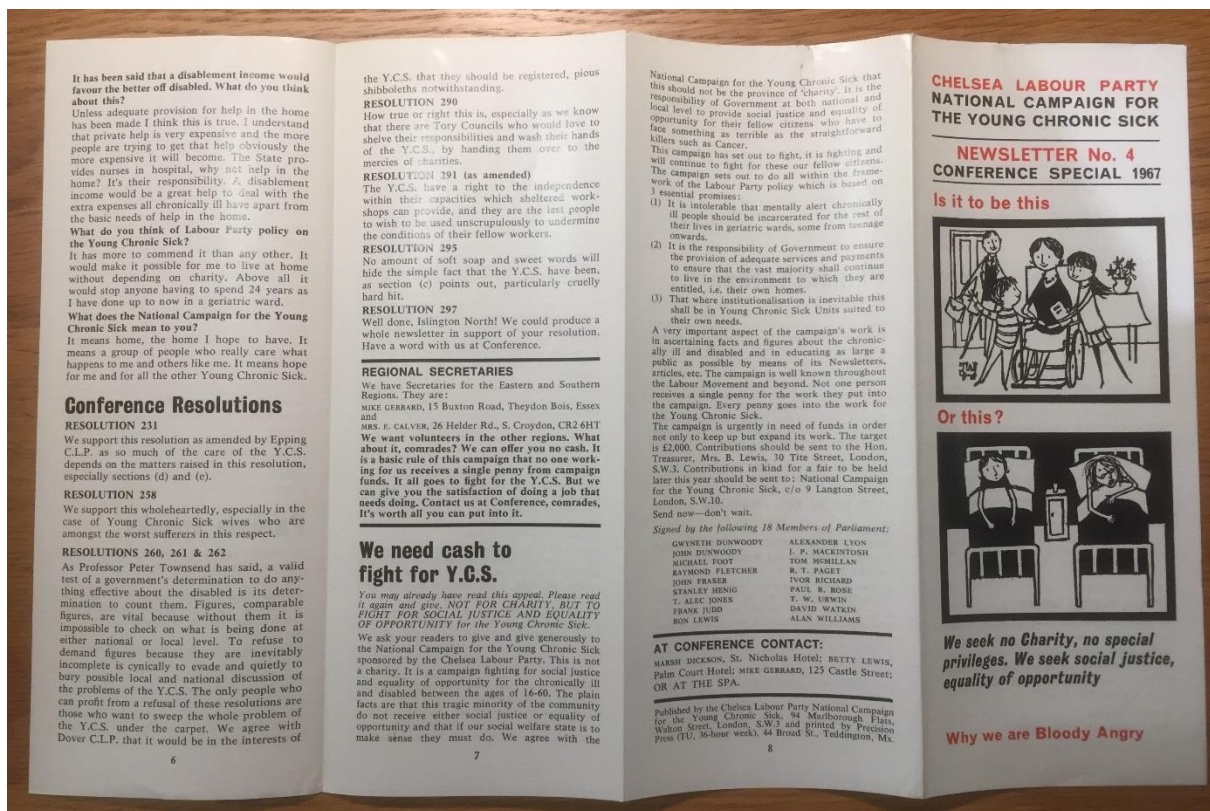 It has been said that a disablement income would
favour the better off disabled. What do you think
about this?
Unless adequate provision for help in the home
has been made I think this is true. I understand
that private help is very expensive and the more
people are trying to get that help obviously the
more expensive it will become. The State pro-
vides nurses in hospital, why not help in the
home? It's their responsibility. A disablement
income would be a great help to deal with the
extra expenses all chronically ill have apart from
the basic needs of help in the home.
What do you think of Labour Party policy on
the Young Chronic Sick?
It has more to commend it than any other. It
would make it possible for me to live at home
without depending on charity. Above all it
would stop anyone having to spend 24 years as
I have done up to now in a geriatric ward.
What does the National Campaign for the Young
Chronic Sick mean to you?
It means home, the home I hope to have. It
means a group of people who really care what
happens to me and others like me. It means hope
for me and for all the other Young Chronic Sick.
Conference Resolutions
RESOLUTION 231
We support this resolution as amended by Epping
C.L.P. as so much of the care of the Y.C.S.
depends on the matters raised in this resolution,
especially sections (d) and (e).
RESOLUTION 258
We support this wholeheartedly, especially in the
case of Young Chronic Sick wives who are
amongst the worst sufferers in this respect.
RESOLUTIONS 260, 261 & 262
As Professor Peter Townsend has said, a valid
test of a government's determination to do any-
thing effective about the disabled is its deter-
mination to count them. Figures, comparable
figures, are vital because without them it is
impossible to check on what is being done at
either national or local level. To refuse to
demand figures because they are inevitably
incomplete is cynically to evade and quietly to
bury possible local and national discussion of
the problems of the Y.C.S. The only people who
can profit from a refusal of these resolutions are
those who want to sweep the whole problem of
the Y.C.S. under the carpet. We agree with
Dover C.L.P. that it would be in the interests of
6
the Y.C.S. that they should be registered, pious
shibboleths notwithstanding.
RESOLUTION 290
How true or right this is, especially as we know
that there are Tory Councils who would love to
shelve their responsibilities and wash their hands
of the Y.C.S., by handing them over to the
mercies of charities.
RESOLUTION 291 (as amended)
The Y.C.S. have a right to the independence
within their capacities which sheltered work-
shops can provide, and they are the last people
to wish to be used unscrupulously to undermine
the conditions of their fellow workers.
RESOLUTION 295
No amount of soft soap and sweet words will
hide the simple fact that the Y.C.S. have been,
as section (c) points out, particularly cruelly
hard hit.
RESOLUTION 297
Well done, Islington North! We could produce a
whole newsletter in support of your resolution.
Have a word with us at Conference.
REGIONAL SECRETARIES
We have Secretaries for the Eastern and Southern
Regions. They are :
MIKE GERRARD, 15 Buxton Road, Theydon Bois, Essex
and
MRS. E. CALVER, 26 Helder Rd., S. Croydon, CR2 6HT
We want volunteers in the other regions. What
about it, comrades? We can offer you no cash. It
is a basic rule of this campaign that no one work-
ing for us receives a single penny from campaign
funds. It all goes to fight for the Y.C.S. But we
can give you the satisfaction of doing a job that
needs doing. Contact us at Conference, comrades,
It's worth all you can put into it.
We need cash to
fight for Y.C.S.
You may already have read this appeal. Please read
it again and give, NOT FOR CHARITY, BUT TO
FIGHT FOR SOCIAL JUSTICE AND EQUALITY
OF OPPORTUNITY for the Young Chronic Sick.
We ask your readers to give and give generously to
the National Campaign for the Young Chronic Sick
sponsored by the Chelsea Labour Party. This is not
a charity. It is a campaign fighting for social justice
and equality of opportunity for the chronically ill
and disabled between the ages of 16-60. The plain
facts are that this tragic minority of the community
do not receive either social justice or equality of
opportunity and that if our social welfare state is to
make sense they must do. We agree with the
7
National Campaign for the Young Chronic Sick that
this should not be the province of 'charity'. It is the
responsibility of Government at both national and
local level to provide social justice and equality of
opportunity for their fellow citizens who have to
face something as terrible as the straightforward
killers such as Cancer.
This campaign has set out to fight, it is fighting and
will continue to fight for these our fellow citizens.
The campaign sets out to do all within the frame-
work of the Labour Party policy which is based on
3 essential promises :
(1) It is intolerable that mentally alert chronically
ill people should be incarcerated for the rest of
their lives in geriatric wards, some from teenage
onwards.
(2) It is the responsibility of Government to ensure
the provision of adequate services and payments
to ensure that the vast majority shall continue
to live in the environment to which they are
entitled, i.e. their own homes.
(3) That where institutionalisation is inevitable this
shall be in Young Chronic Sick Units suited to
their own needs.
A very important aspect of the campaign's work is
in ascertaining facts and figures about the chronic-
ally ill and disabled and in educating as large a
public as possible by means of its Newsletters,
articles, etc. The campaign is well known throughout
the Labour Movement and beyond. Not one person
receives a single penny for the work they put into
the campaign. Every penny goes into the work for
the Young Chronic Sick.
The campaign is urgently in need of funds in order
not only to keep up but expand its work. The target
is £2,000. Contributions should be sent to the Hon.
Treasurer, Mrs. B. Lewis, 30 Tite Street, London,
S.W.3. Contributions in kind for a fair to be held
later this year should be sent to : National Campaign
for the Young Chronic Sick, c/o 9 Langton Street,
London, S.W.10.
Send now—don't wait.
Signed by the following 18 Members of Parliament:
GWYNETH DUNWOODY
JOHN DUNWOODY
MICHAEL FOOT
RAYMOND FLETCHER
JOHN FRASER
STANLEY HENIG
T. ALEC JONES
FRANK JUDD
RON LEWIS
ALEXANDER LYON
J. P. MACKINTOSH
TOM McMILLAN
R. T. PAGET
IVOR RICHARD
PAUL B. ROSE
T. W. URWIN
DAVID WATKIN
ALAN WILLIAMS
AT CONFERENCE CONTACT:
MARSH DICKSON, St. Nicholas Hotel; BETTY LEWIS,
Palm Court Hotel; MIKE GERRARD, 125 Castle Street;
OR AT THE SPA.
Published by the Chelsea Labour Party National Campaign
for the Young Chronic Sick, 94 Marlborough Flats,
Walton Street, London, S.W.3 and printed by Precision
Press (TU, 36-hour week), 44 Broad St., Teddington, Mx.
8
CHELSEA LABOUR PARTY
NATIONAL CAMPAIGN FOR
THE YOUNG CHRONIC SICK
NEWSLETTER No. 4
CONFERENCE SPECIAL 1967
Is it to be this
Or this?
We seek no Charity, no special
privileges. We seek social justice,
equality of opportunity
Why we are Bloody Angry